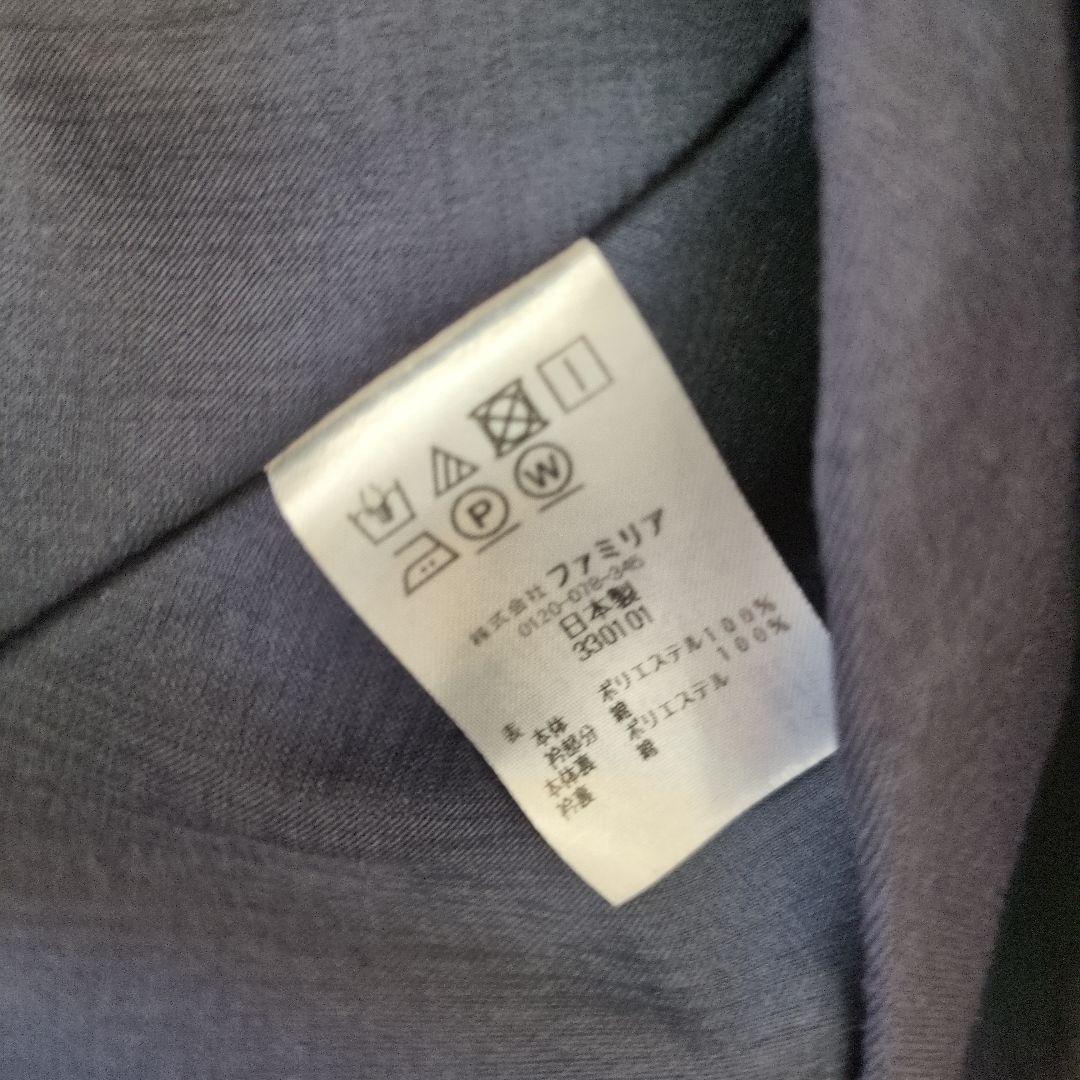 P W
株式会社 ファミリア
0120-078-345
日本製
330101
表 本体 ポリエステル100%
衿部分 綿 100%
本体裏 ポリエステル
衿裏 綿